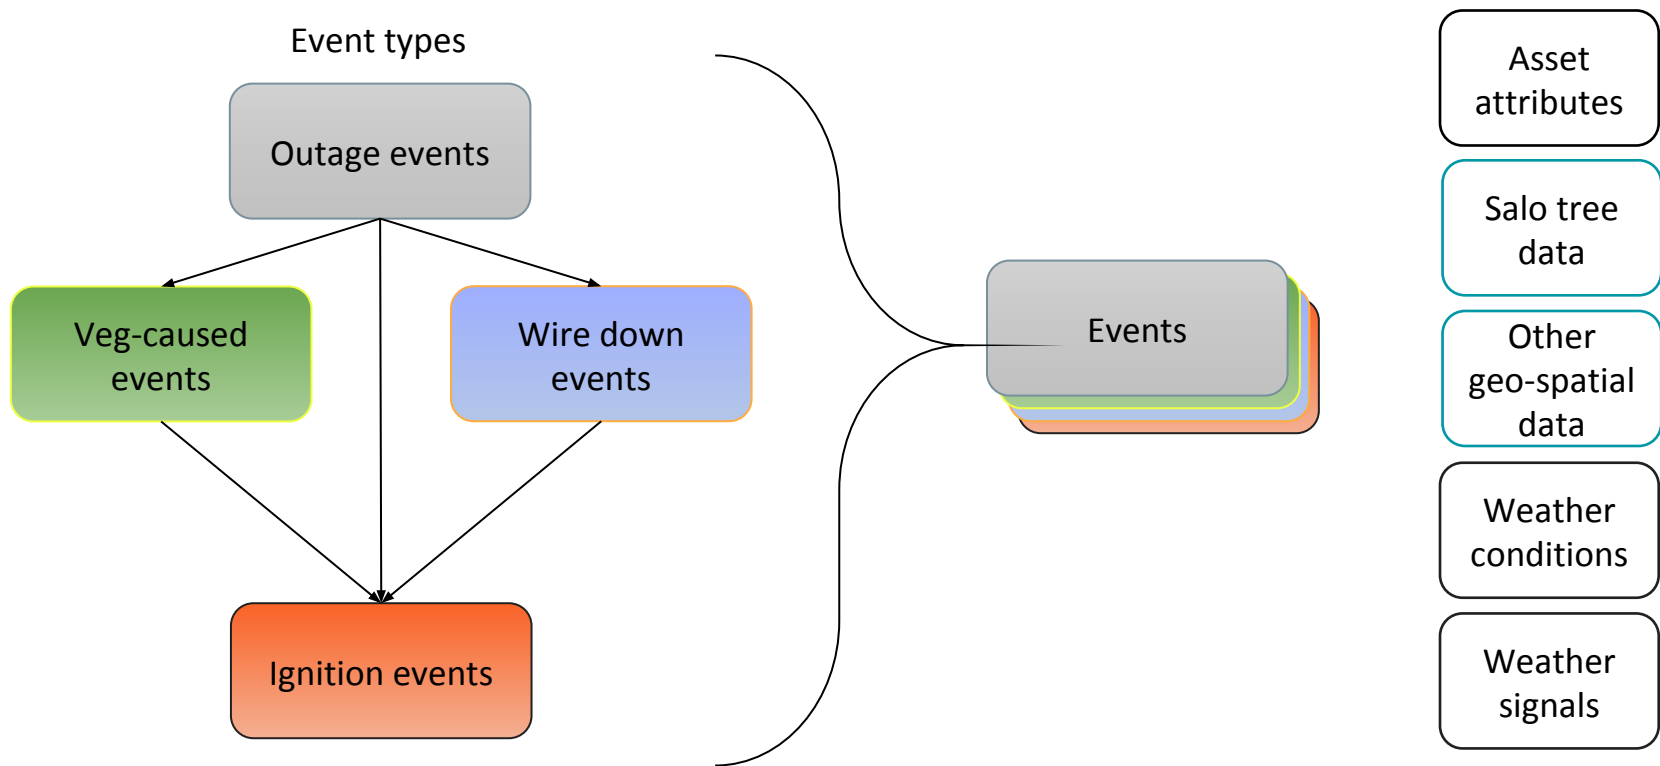 Event types
Outage events
Veg-caused
events
Wire down
events
Ignition events
Events
Asset
attributes
Salo tree
data
Other
geo-spatial
data
Weather
conditions
Weather
signals